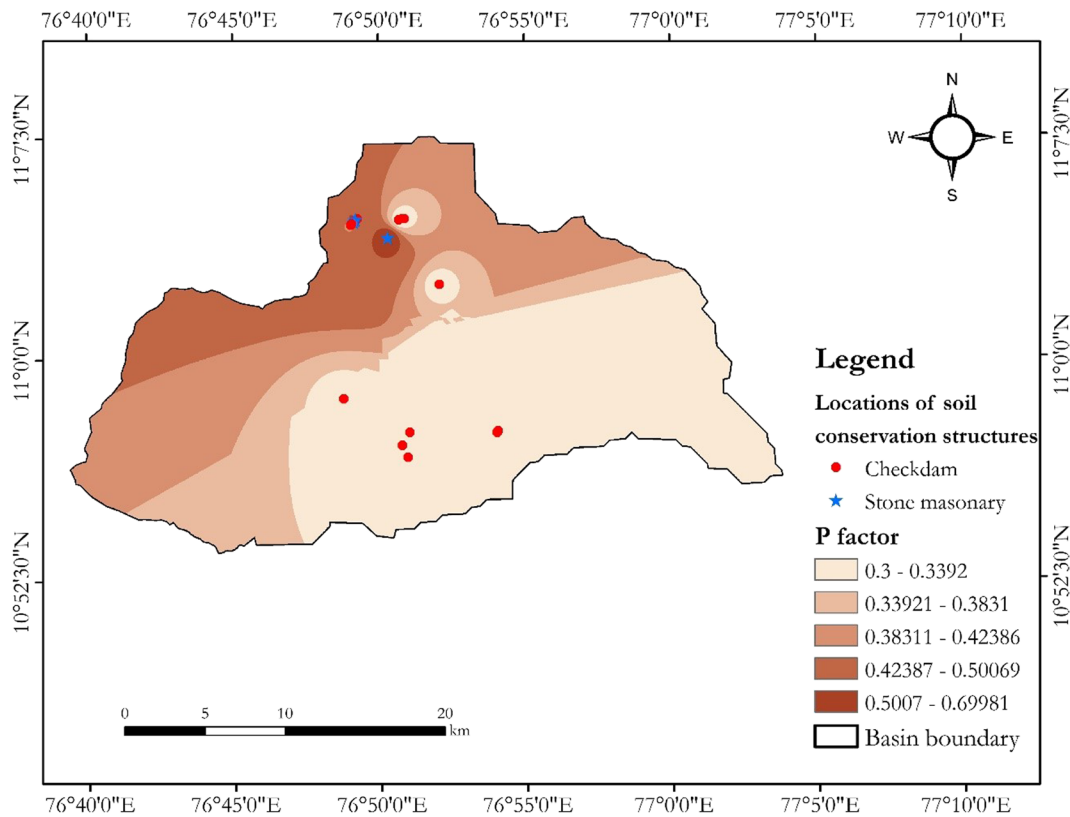 76°40'0"E 76°45'0"E 76°50'0"E 76°55'0"E 77°0'0"E 77°5'0"E 77°10'0"E
11°7'30"N
11°7'30"N
N
W
E
S
11°0'0"N
11°0'0"N
Legend
Locations of soil
conservation structures
Checkdam
Stone masonary
P factor
0.3 - 0.3392
0.33921 - 0.3831
0.38311 - 0.42386
0.42387 - 0.50069
0.5007 - 0.69981
Basin boundary
10°52'30"N
10°52'30"N
0 5 10 20
km
76°40'0"E 76°45'0"E 76°50'0"E 76°55'0"E 77°0'0"E 77°5'0"E 77°10'0"E